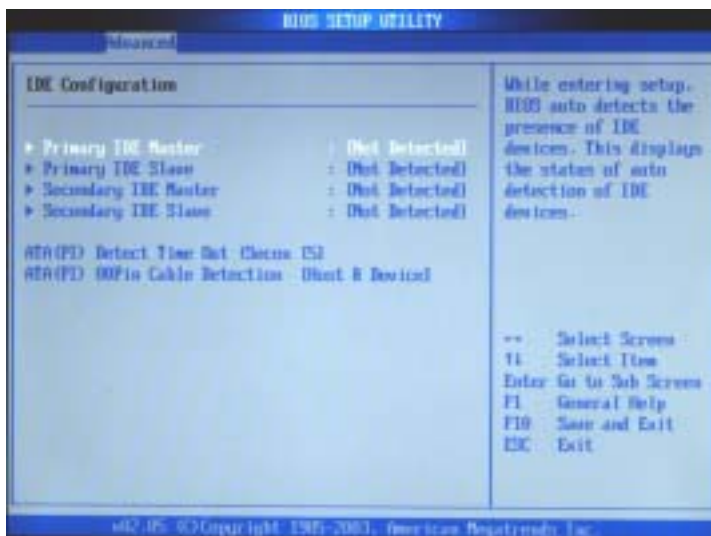 BIOS SETUP UTILITY
Advanced
IDE Configuration
Primary IDE Master : [Not Detected]
Primary IDE Slave : [Not Detected]
Secondary IDE Master : [Not Detected]
Secondary IDE Slave : [Not Detected]
ATA(PI) Detect Time Out (Secon [5]
ATA(PI) 80Pin Cable Detection [Host & Device]
While entering setup,
BIOS auto detects the
presence of IDE
devices. This displays
the status of auto
detection of IDE
devices.
Select Screen
↑↓ Select Item
Enter Go to Sub Screen
F1 General Help
F10 Save and Exit
ESC Exit
v02.05 (C)Copyright 1985-2003, American Megatrends Inc.